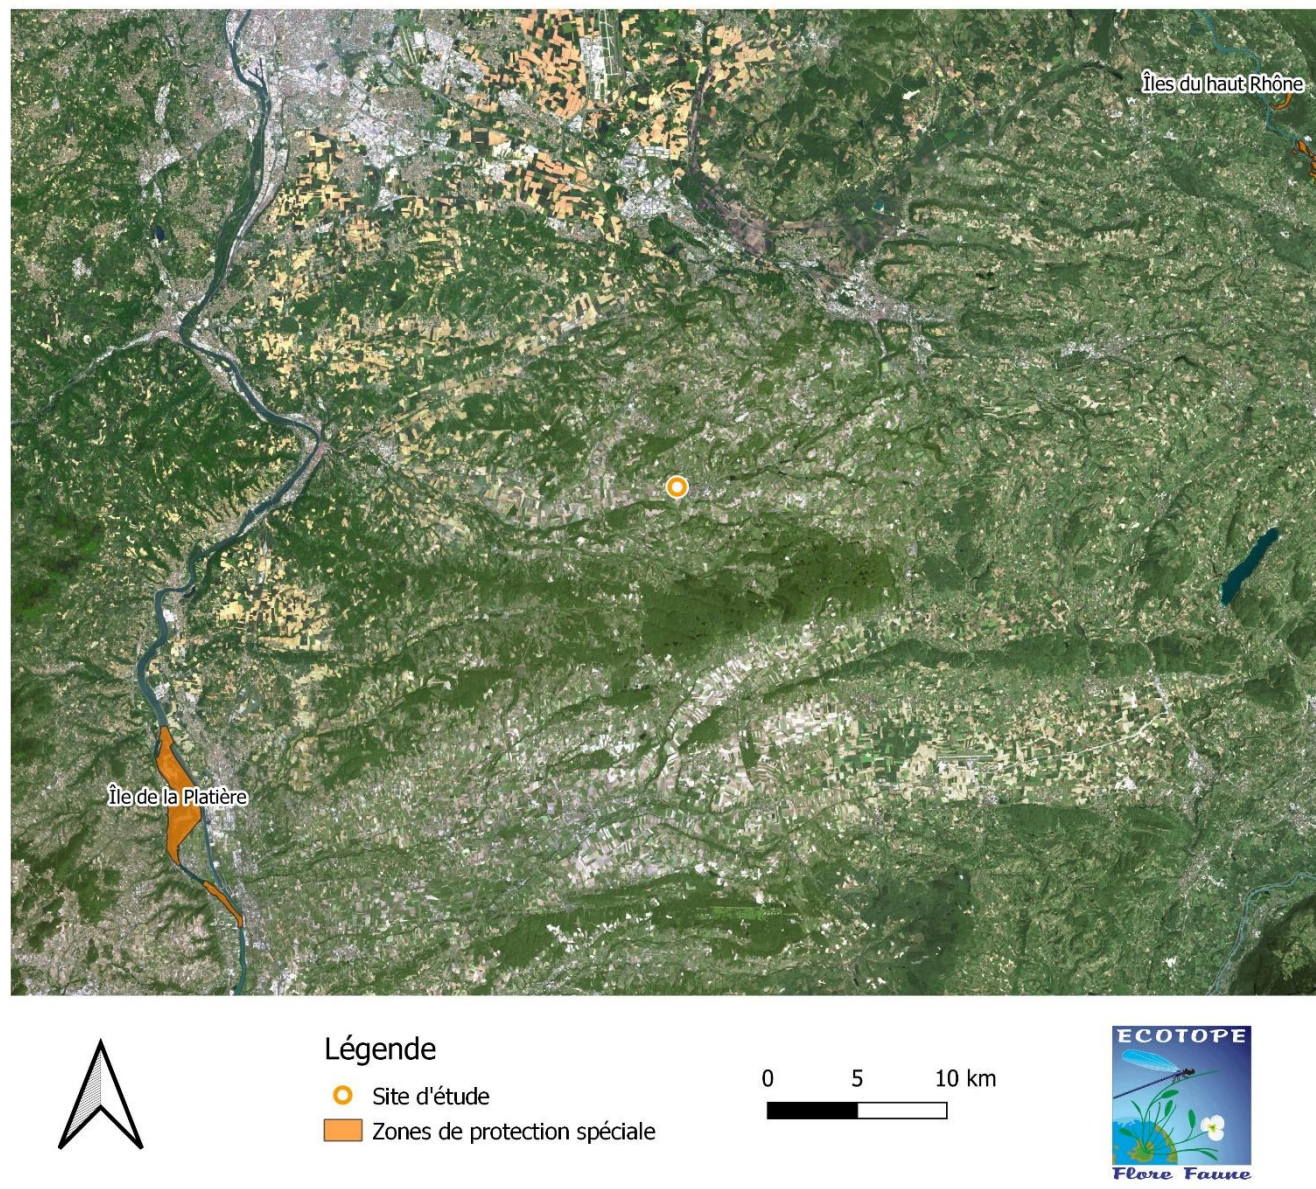 Îles du haut Rhône
Île de la Platière
Légende
Site d'étude
Zones de protection spéciale
0 5 10 km
ECOTOPE
Flore Faune